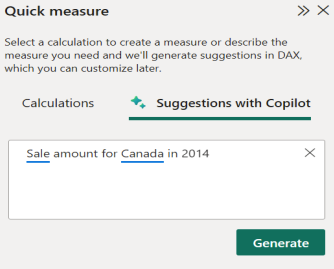 Quick measure
Select a calculation to create a measure or describe the
measure you need and we'll generate suggestions in DAX,
which you can customize later.
Calculations
Suggestions with Copilot
Sale amount for Canada in 2014
Generate